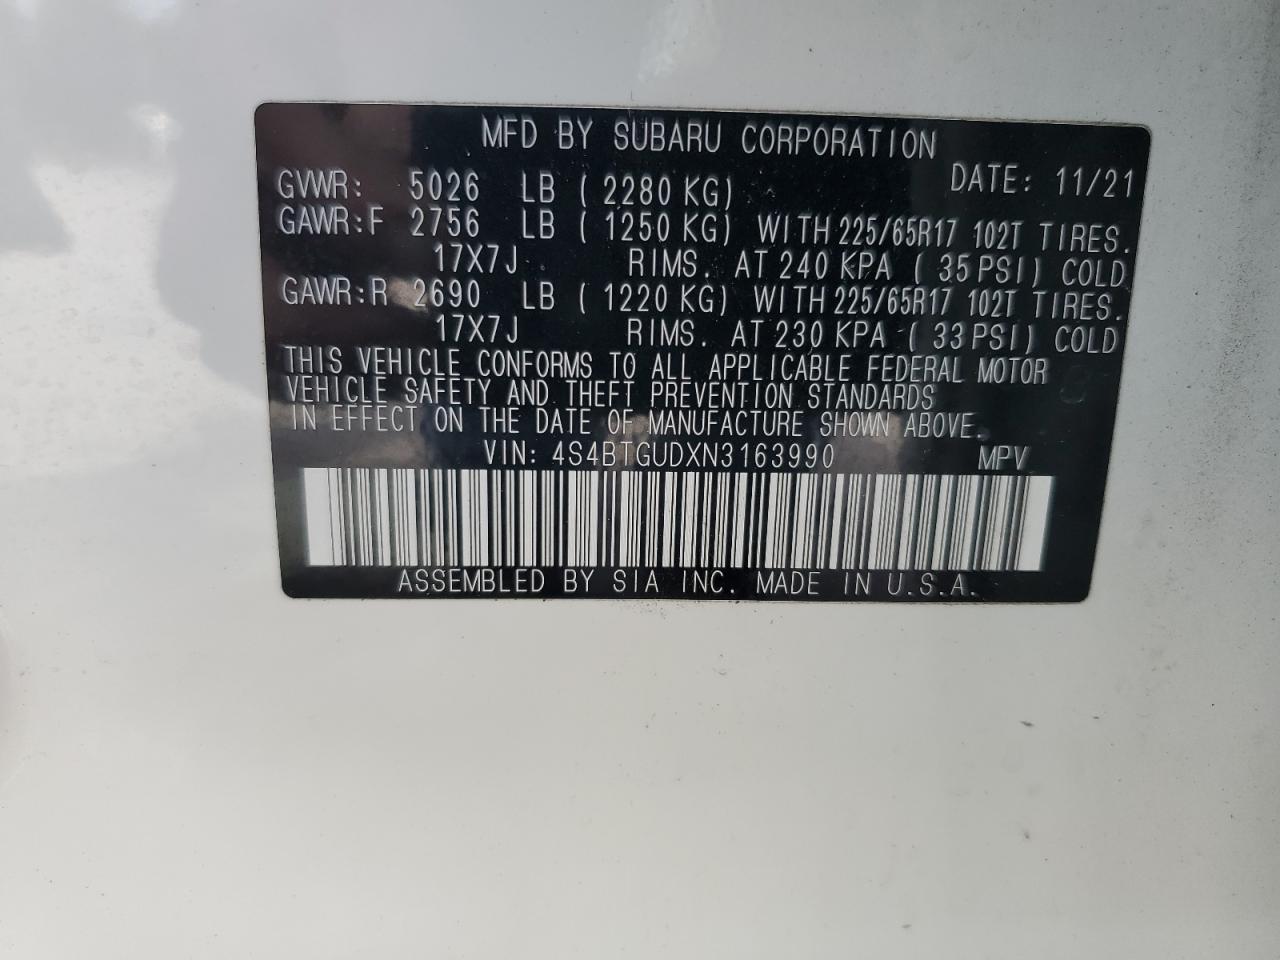 MFD BY SUBARU CORPORATION
GVWR: 5026 LB ( 2280 KG) DATE: 11/21
GAWR:F 2756 LB ( 1250 KG) WITH 225/65R17 102T TIRES.
17X7J RIMS. AT 240 KPA ( 35 PSI) COLD
GAWR:R 2690 LB ( 1220 KG) WITH 225/65R17 102T TIRES.
17X7J RIMS. AT 230 KPA ( 33 PSI) COLD
THIS VEHICLE CONFORMS TO ALL APPLICABLE FEDERAL MOTOR
VEHICLE SAFETY AND THEFT PREVENTION STANDARDS
IN EFFECT ON THE DATE OF MANUFACTURE SHOWN ABOVE.
VIN: 4S4BTGUDXN3163990 MPV
ASSEMBLED BY SIA INC. MADE IN U.S.A.